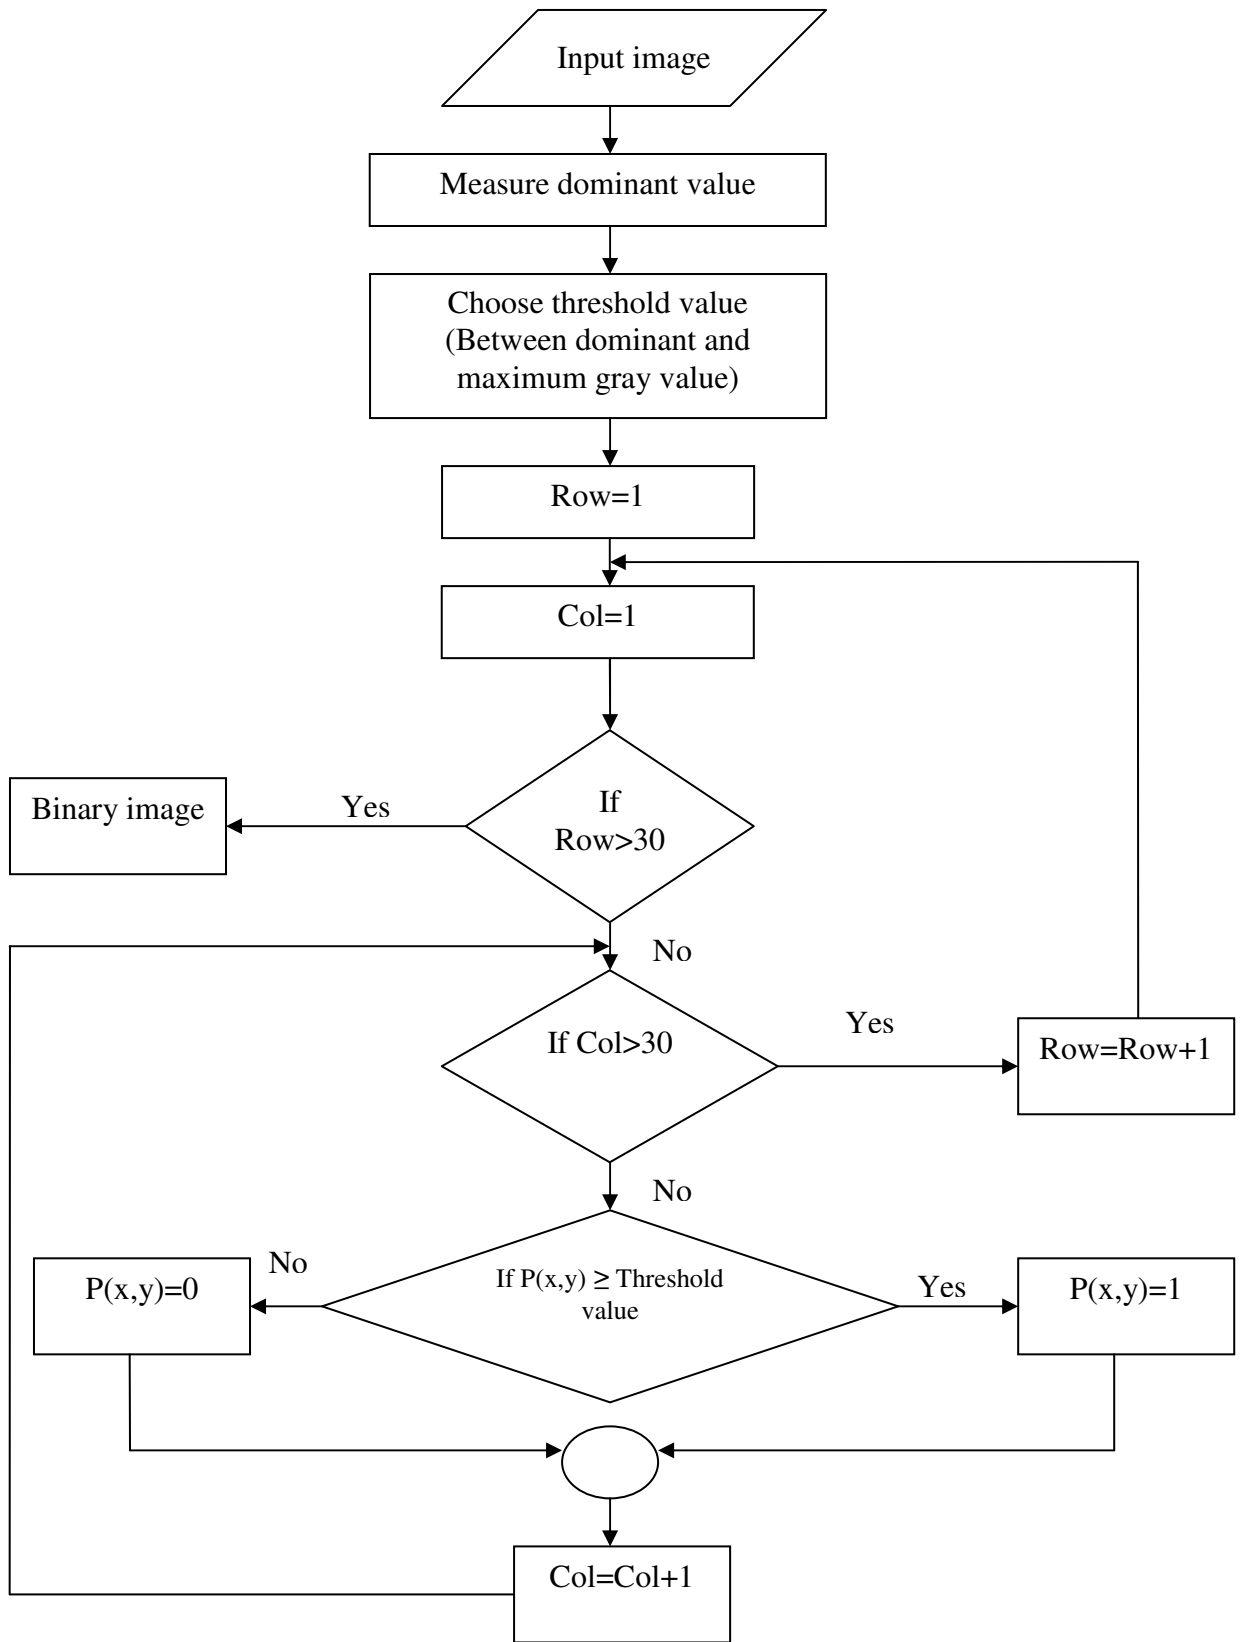 Input image
Measure dominant value
Choose threshold value
(Between dominant and
maximum gray value)
Row=1
Col=1
If
Row>30
Yes
Binary image
No
If Col>30
Yes
Row=Row+1
No
If P(x,y) ≥ Threshold
value
No
P(x,y)=0
Yes
P(x,y)=1
Col=Col+1